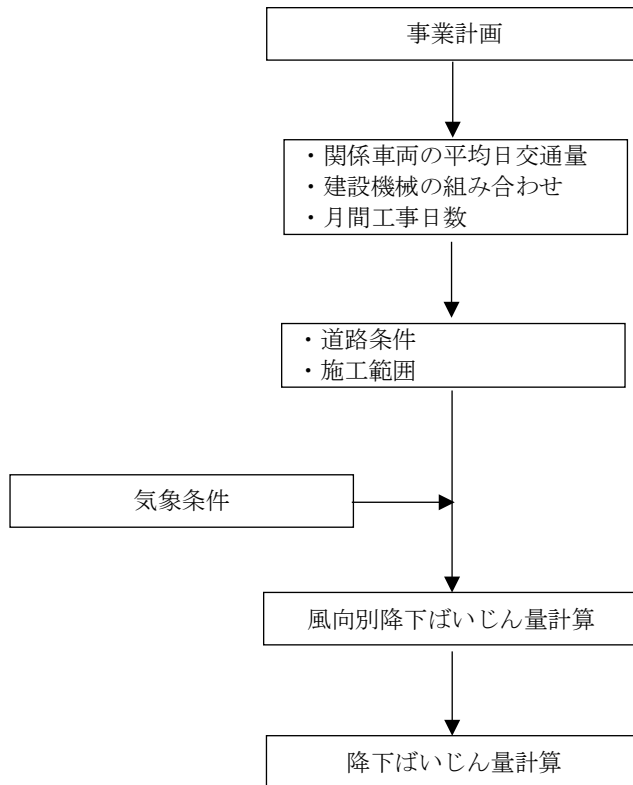 事業計画
・関係車両の平均日交通量
・建設機械の組み合わせ
・月間工事日数
・道路条件
・施工範囲
気象条件
風向別降下ばいじん量計算
降下ばいじん量計算